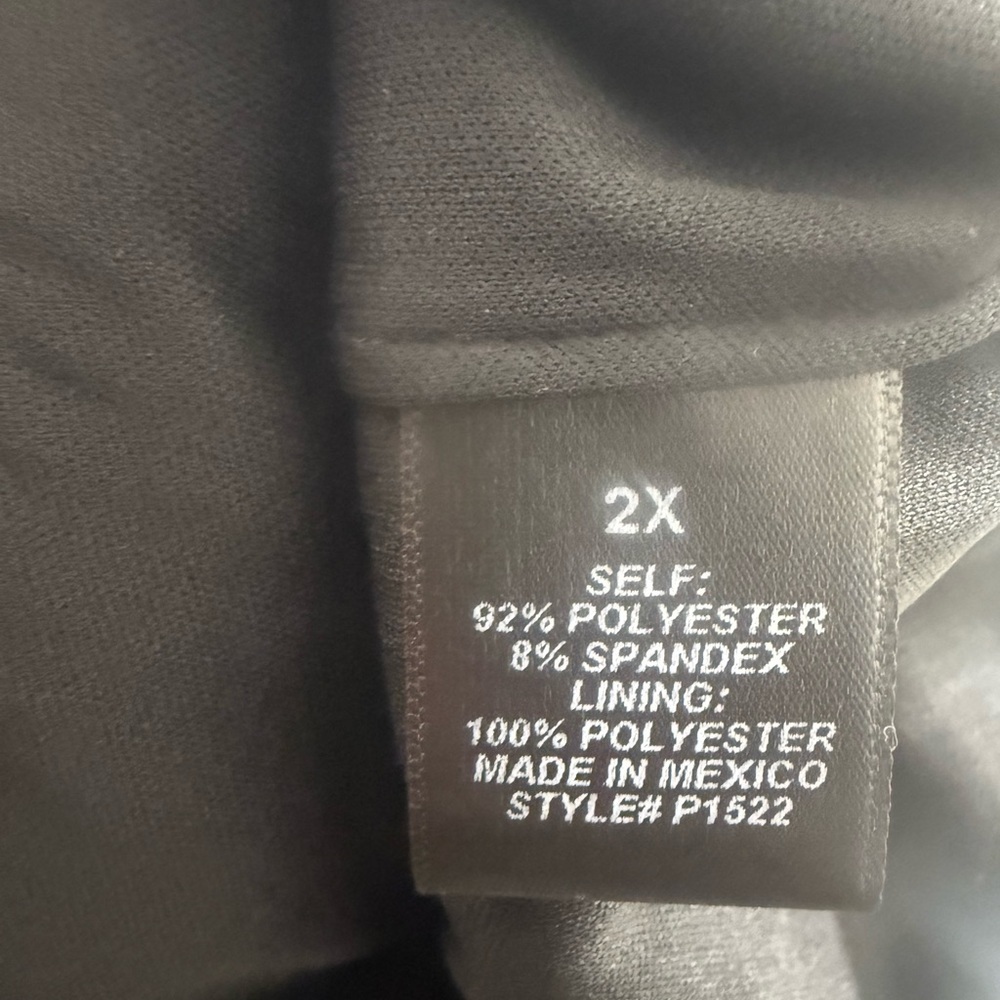 2X
SELF:
92% POLYESTER
8% SPANDEX
LINING:
100% POLYESTER
MADE IN MEXICO
STYLE# P1522